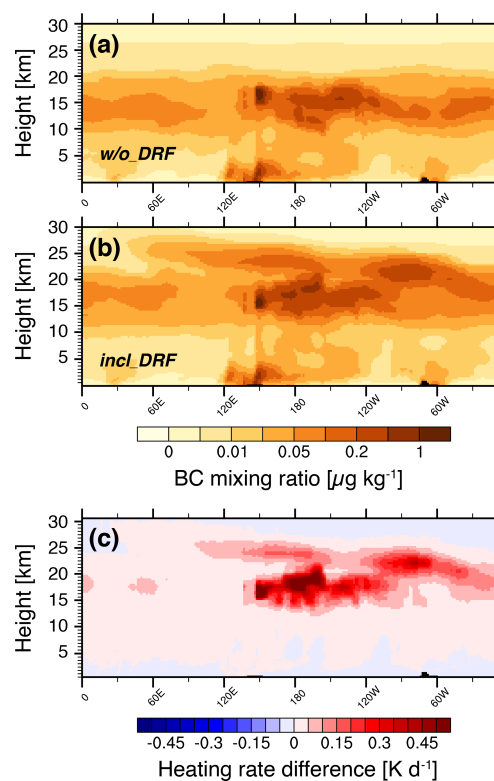 (a)
Height [km]
30
25
20
15
10
5
w/o_DRF
0
60E
120E
180
120W
60W
(b)
Height [km]
30
25
20
15
10
5
incl_DRF
0
60E
120E
180
120W
60W
0 0.01 0.05 0.2 1
BC mixing ratio [µg kg-1]
(c)
Height [km]
30
25
20
15
10
5
0
60E
120E
180
120W
60W
-0.45 -0.3 -0.15 0 0.15 0.3 0.45
Heating rate difference [K d-1]